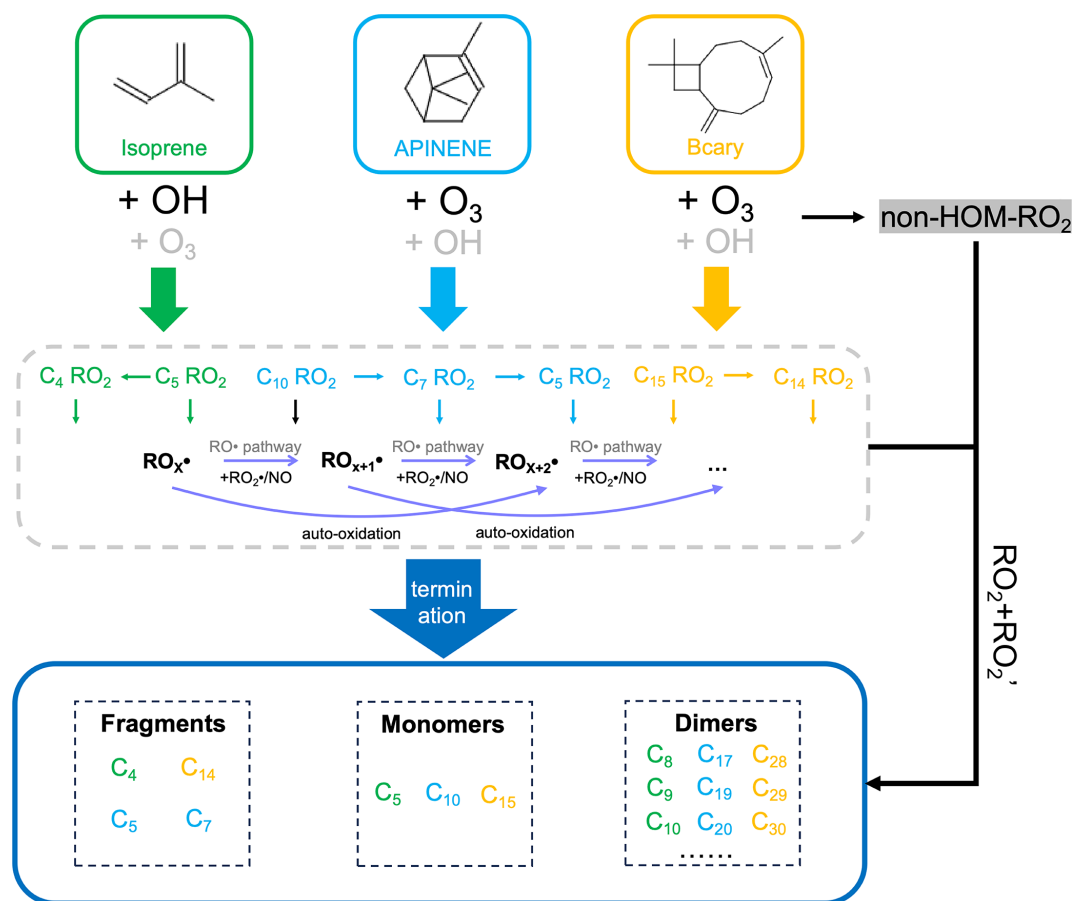 Isoprene
APINENE
Bcary
+ OH
+ O₃
+ O₃
+ O₃
+ OH
+ OH
non-HOM-RO₂
C₄ RO₂
C₅ RO₂
C₁₀ RO₂
C₇ RO₂
C₅ RO₂
C₁₅ RO₂
C₁₄ RO₂
RO• pathway
RO• pathway
RO• pathway
ROₓ•
ROₓ₊₁•
ROₓ₊₂•
...
+RO₂•/NO
+RO₂•/NO
+RO₂•/NO
auto-oxidation
auto-oxidation
termin
ation
RO₂+RO₂'
Fragments
C₄
C₁₄
C₅
C₇
Monomers
C₅
C₁₀
C₁₅
Dimers
C₈
C₁₇
C₂₈
C₉
C₁₉
C₂₉
C₁₀
C₂₀
C₃₀
......